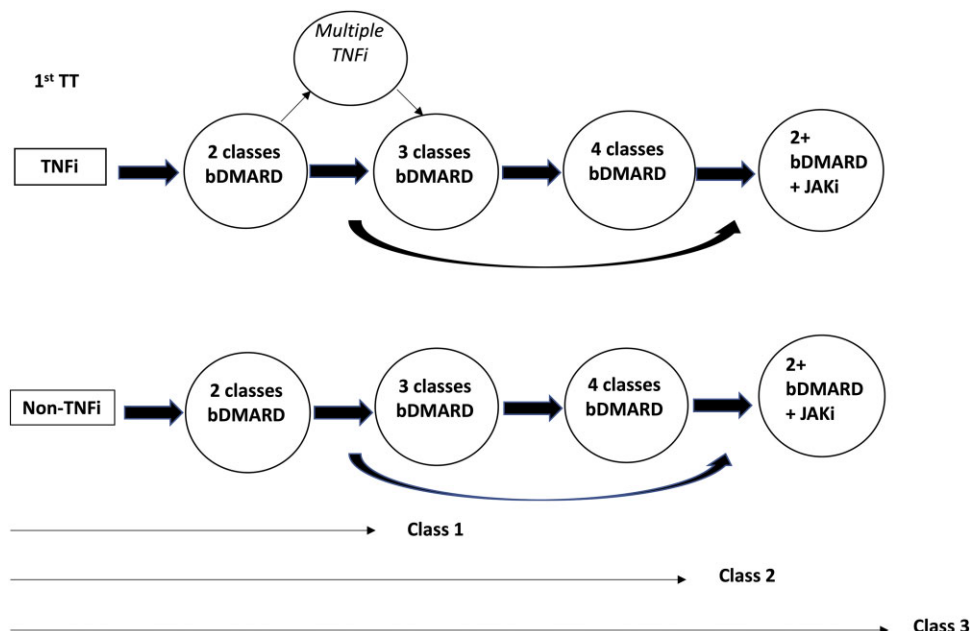 Multiple
TNFi
1st TT
TNFi
2 classes
bDMARD
3 classes
bDMARD
4 classes
bDMARD
2+
bDMARD
+ JAKi
Non-TNFi
2 classes
bDMARD
3 classes
bDMARD
4 classes
bDMARD
2+
bDMARD
+ JAKi
Class 1
Class 2
Class 3